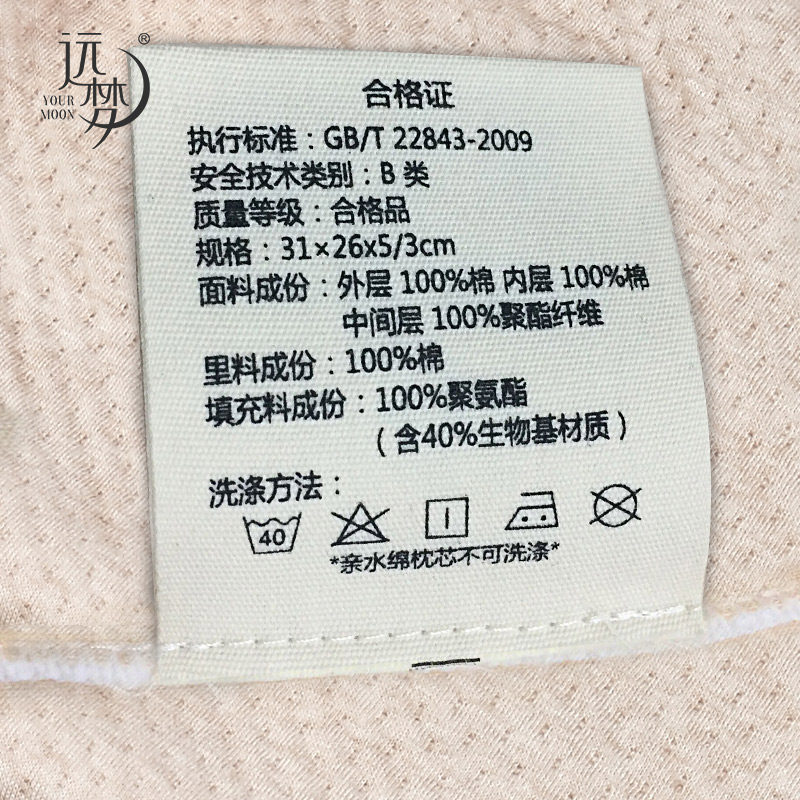 远梦®
YOUR
MOON
合格证
执行标准：GB/T 22843-2009
安全技术类别：B 类
质量等级：合格品
规格：31×26x5/3cm
面料成份：外层 100%棉 内层 100%棉
中间层 100%聚酯纤维
里料成份：100%棉
填充料成份：100%聚氨酯
（含40%生物基材质）
洗涤方法：
40
*亲水绵枕芯不可洗涤*